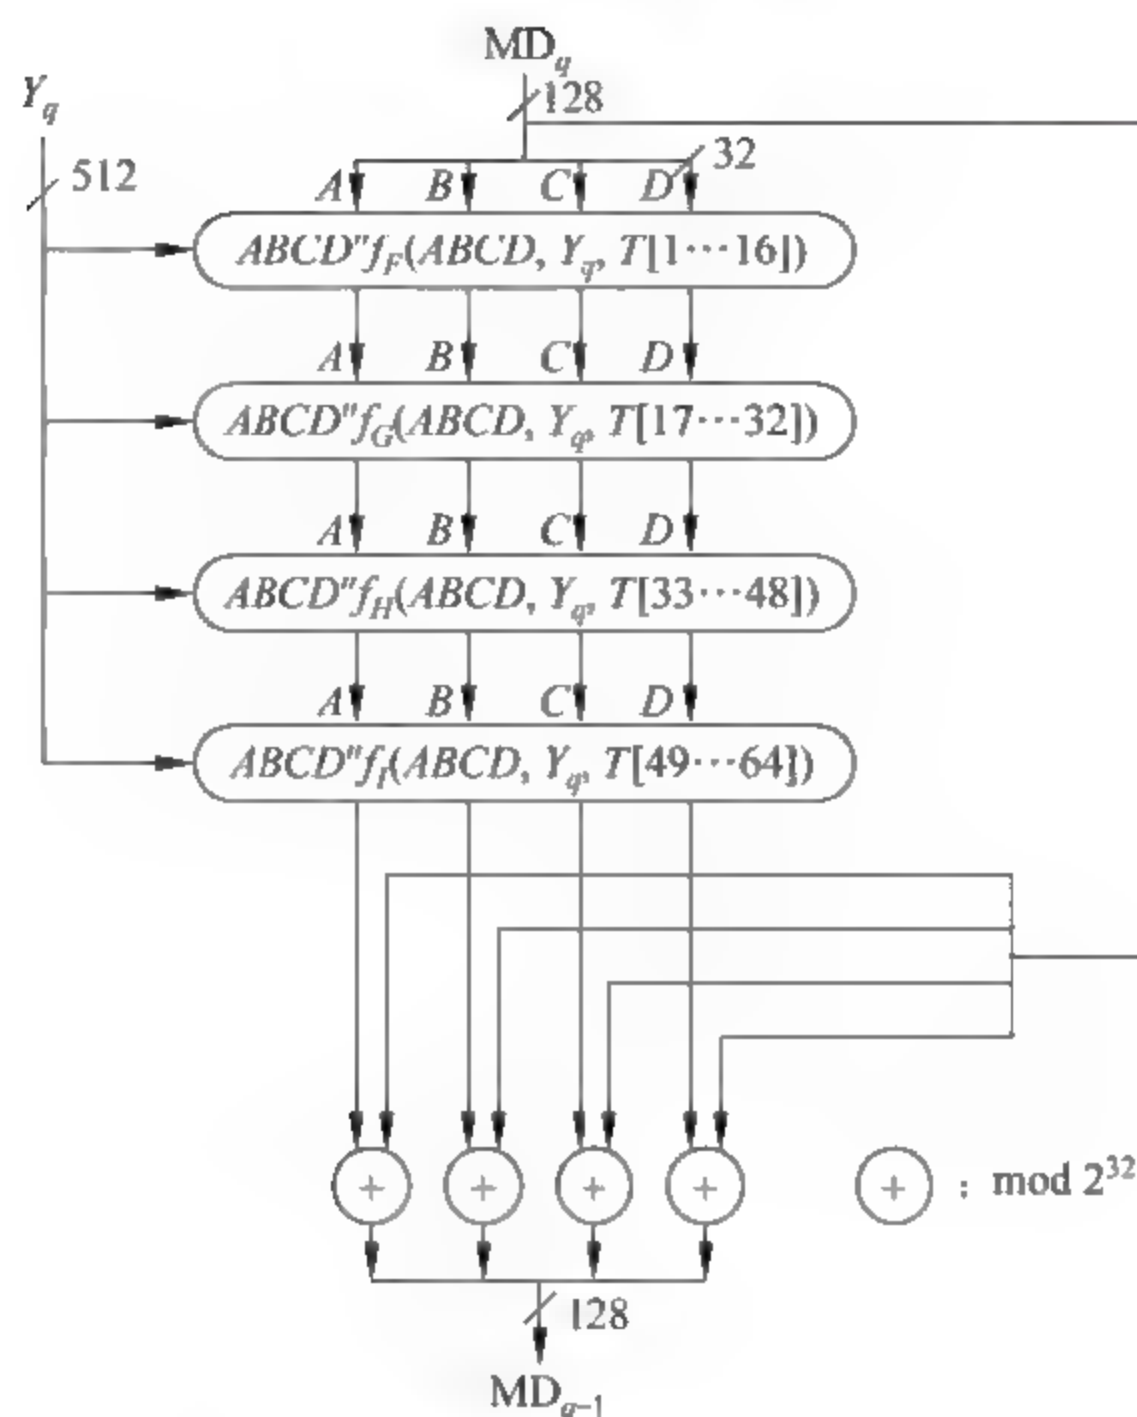 MD_q
Y_q
128
32
512
A B C D
ABCD"f_F(ABCD, Y_q, T[1···16])
A B C D
ABCD"f_G(ABCD, Y_q, T[17···32])
A B C D
ABCD"f_H(ABCD, Y_q, T[33···48])
A B C D
ABCD"f_I(ABCD, Y_q, T[49···64])
+ + + + + : mod 2^32
128
MD_{q-1}